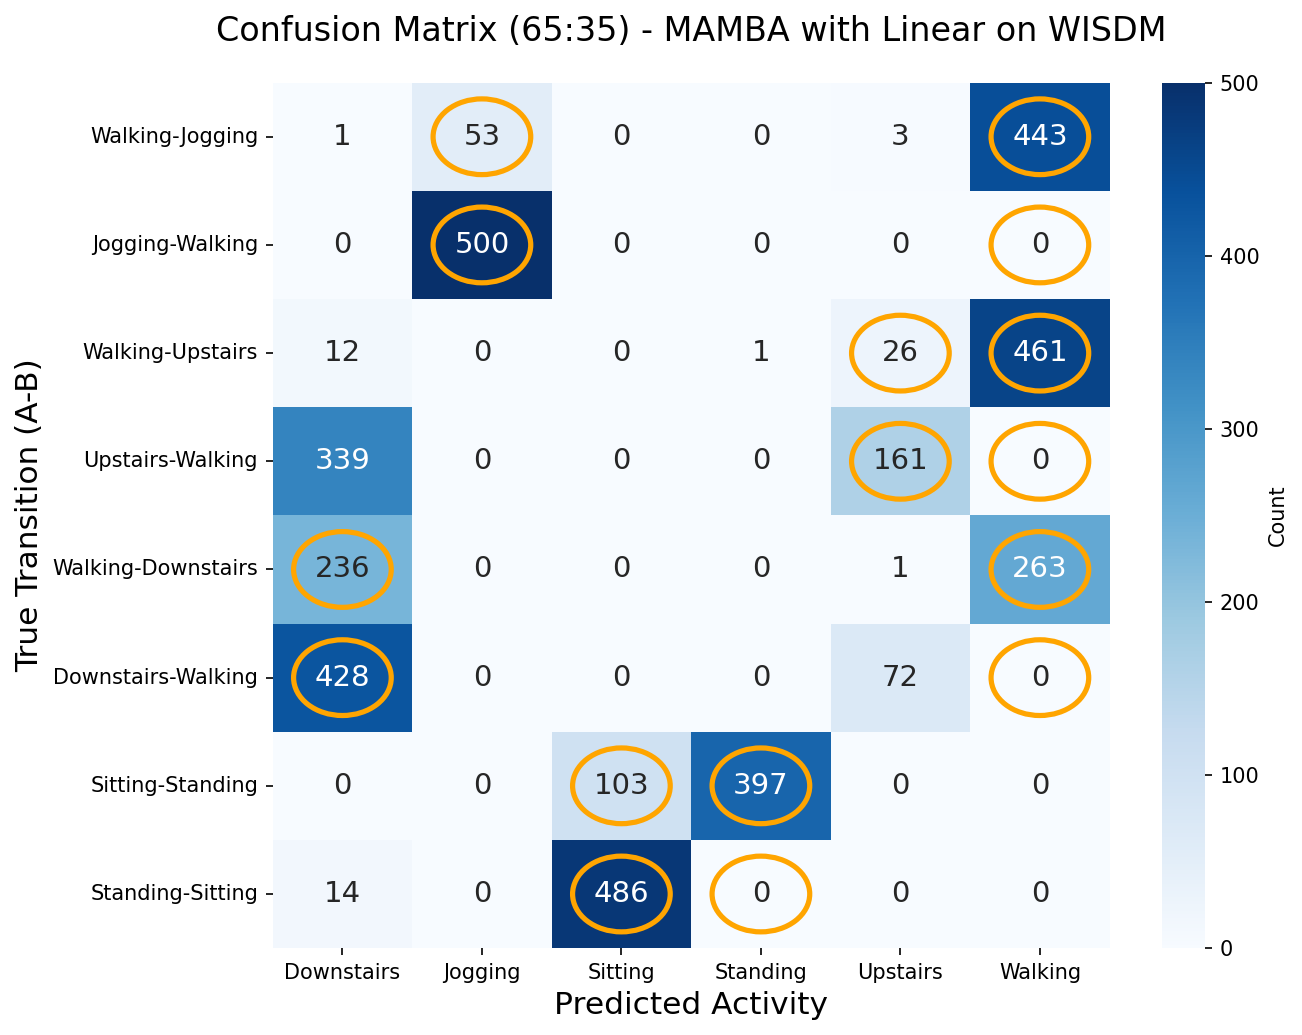 Confusion Matrix (65:35) - MAMBA with Linear on WISDM
True Transition (A-B)
Walking-Jogging 1 53 0 0 3 443
Jogging-Walking 0 500 0 0 0 0
Walking-Upstairs 12 0 0 1 26 461
Upstairs-Walking 339 0 0 0 161 0
Walking-Downstairs 236 0 0 0 1 263
Downstairs-Walking 428 0 0 0 72 0
Sitting-Standing 0 0 103 397 0 0
Standing-Sitting 14 0 486 0 0 0
Downstairs Jogging Sitting Standing Upstairs Walking
Predicted Activity
500
400
300
200
100
0
Count